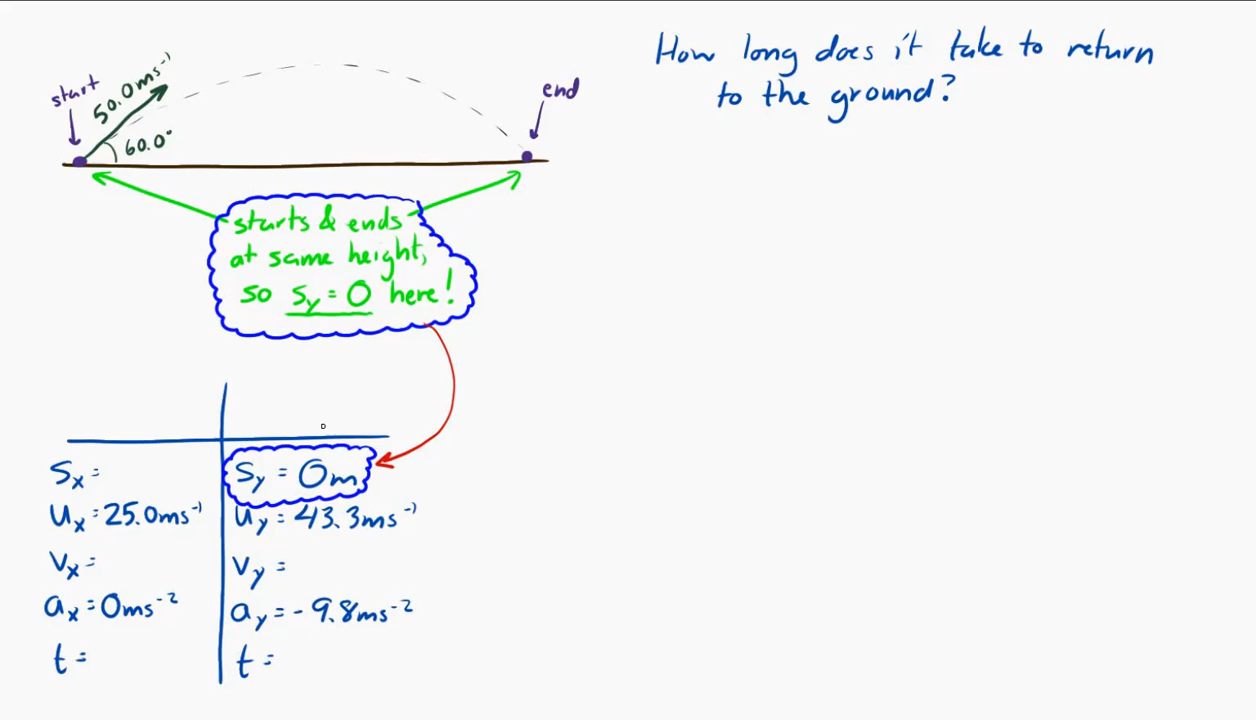 How long does it take to return
to the ground?
start
50.0ms⁻¹
60.0°
end
starts & ends
at same height,
so Sy = 0 here!
Sx =
ux = 25.0ms⁻¹
vx =
ax = 0ms⁻²
t =
Sy = 0m
uy = 43.3ms⁻¹
vy =
ay = -9.8ms⁻²
t =